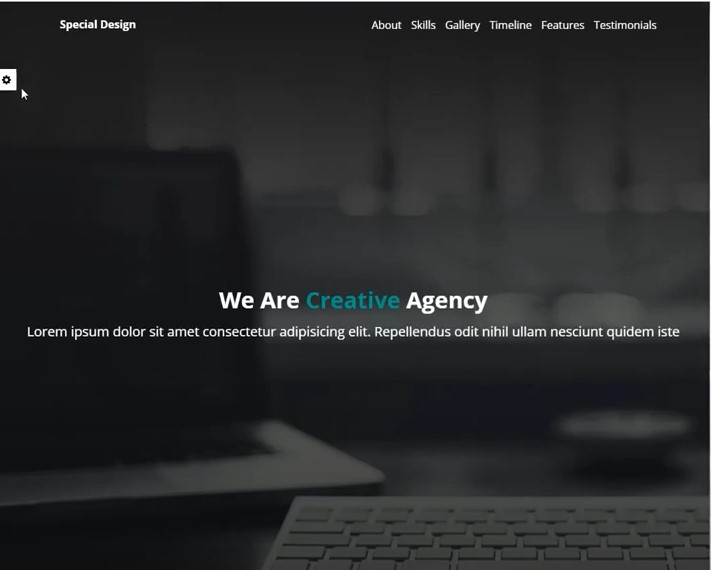 Special Design
About Skills Gallery Timeline Features Testimonials
We Are Creative Agency
Lorem ipsum dolor sit amet consectetur adipisicing elit. Repellendus odit nihil ullam nesciunt quidem iste